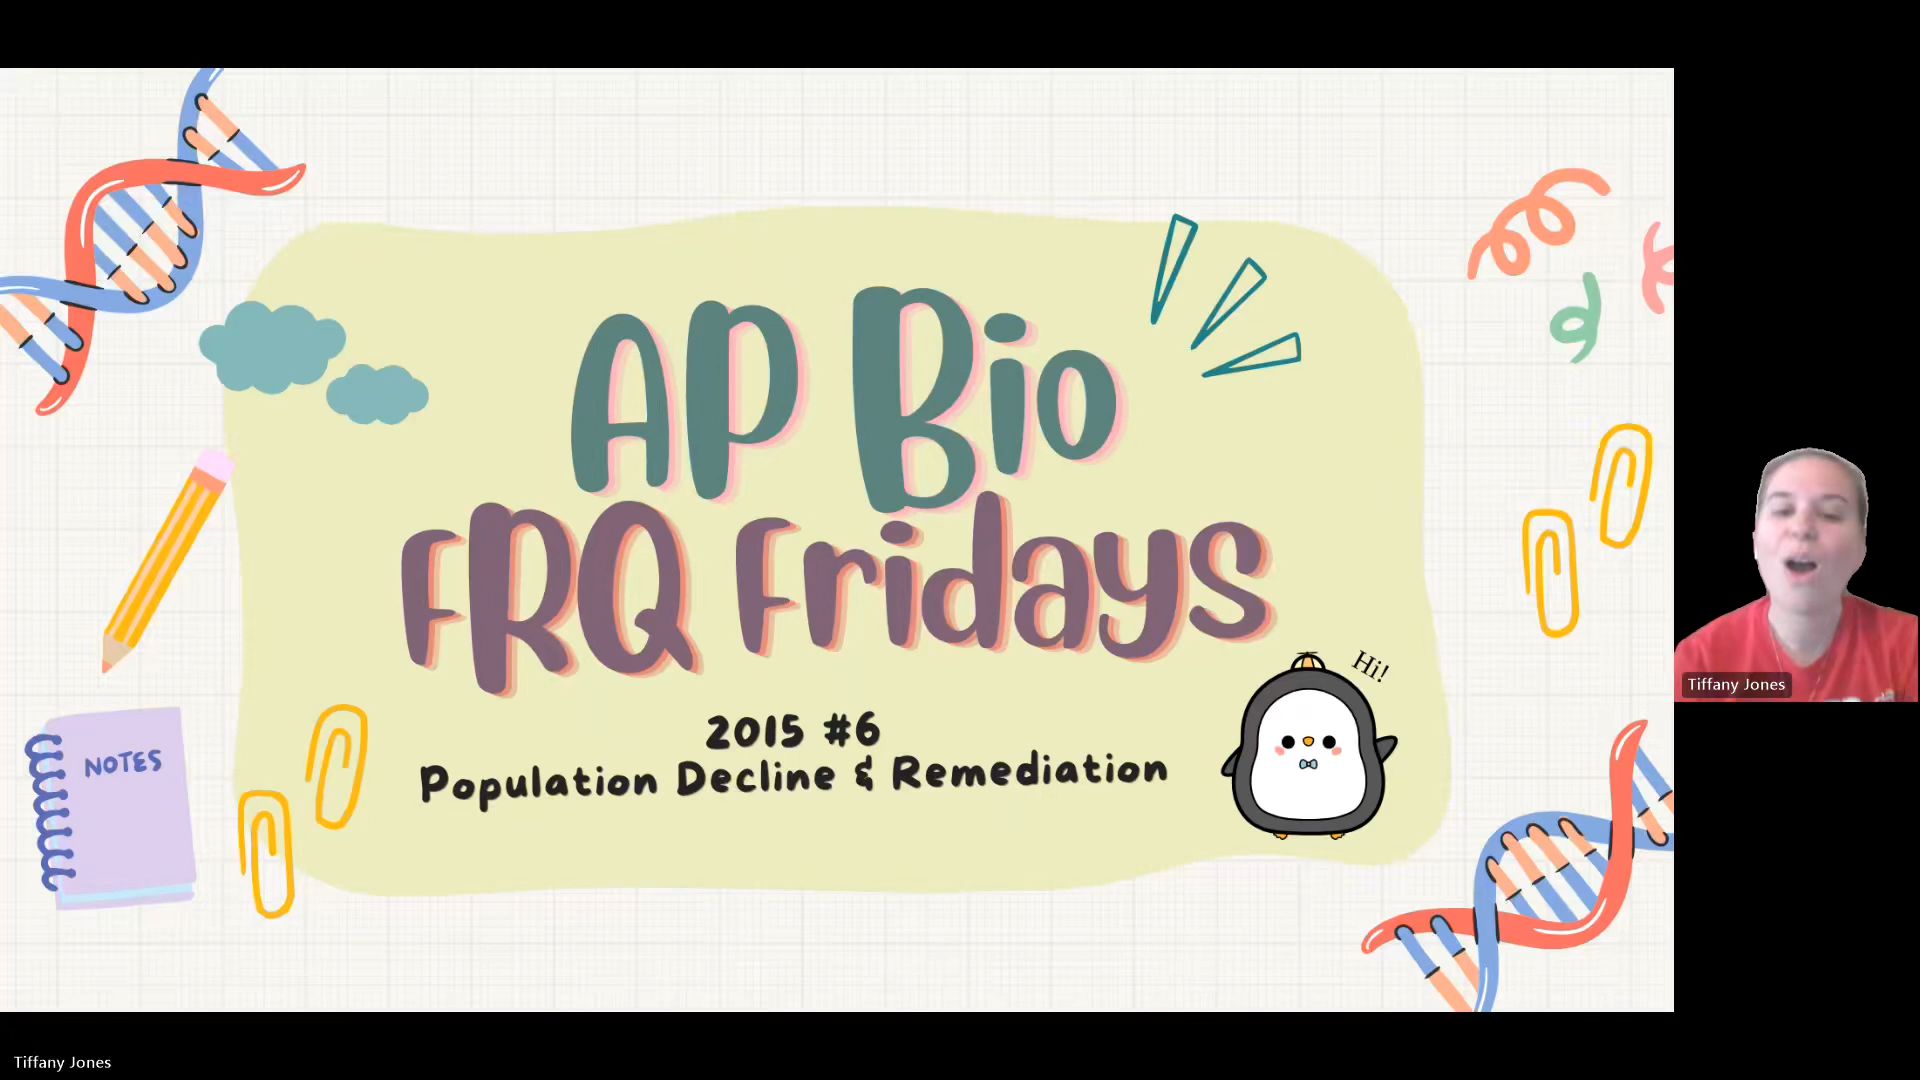 AP Bio
FRQ Fridays
Hi!
2015 #6
Population Decline & Remediation
NOTES
Tiffany Jones
Tiffany Jones